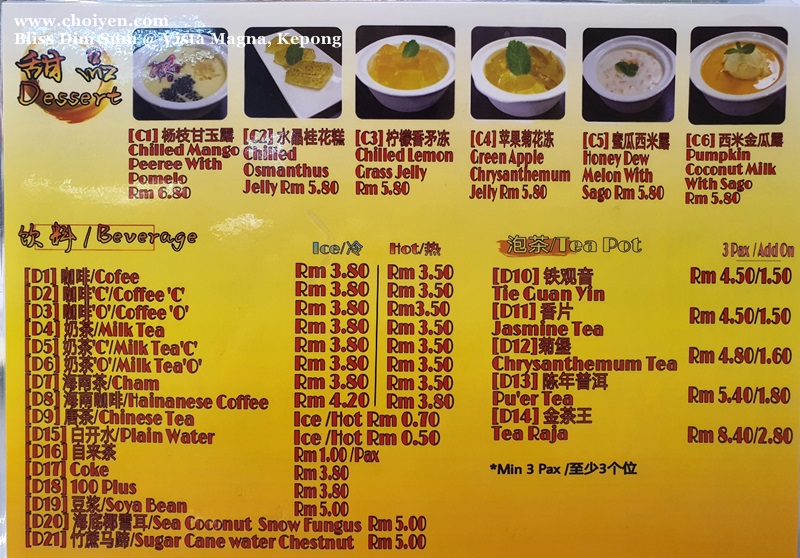 www.choiyen.com
Bliss Dim Sum @ Vista Magna, Kepong
甜品
Dessert
[C1] 杨枝甘玉露
Chilled Mango
Peeree With
Pomelo
Rm 6.80
[C2] 水晶桂花糕
Chilled
Osmanthus
Jelly Rm 5.80
[C3] 柠檬香矛冻
Chilled Lemon
Grass Jelly
Rm 5.80
[C4] 苹果菊花冻
Green Apple
Chrysanthemum
Jelly Rm 5.80
[C5] 蜜瓜西米露
Honey Dew
Melon With
Sago Rm 5.80
[C6] 西米金瓜露
Pumpkin
Coconut Milk
With Sago
Rm 5.80
饮料/Beverage Ice/冷 Hot/热
[D1] 咖啡/Cofee Rm 3.80 Rm 3.50
[D2] 咖啡'C'/Coffee 'C' Rm 3.80 Rm 3.50
[D3] 咖啡'O'/Coffee 'O' Rm 3.80 Rm3.50
[D4] 奶茶/Milk Tea Rm 3.80 Rm 3.50
[D5] 奶茶'C'/Milk Tea'C' Rm 3.80 Rm 3.50
[D6] 奶茶'O'/Milk Tea'O' Rm 3.80 Rm 3.50
[D7] 海南茶/Cham Rm 3.80 Rm 3.50
[D8] 海南咖啡/Hainanese Coffee Rm 4.20 Rm 3.80
[D9] 唐茶/Chinese Tea Ice /Hot Rm 0.70
[D15] 白开水/Plain Water Ice /Hot Rm 0.50
[D16] 自来茶 Rm 1.00 /Pax
[D17] Coke Rm 3.80
[D18] 100 Plus Rm 3.80
[D19] 豆浆/Soya Bean Rm 5.00
[D20] 海底椰雪耳/Sea Coconut Snow Fungus Rm 5.00
[D21] 竹蔗马蹄/Sugar Cane water Chestnut Rm 5.00
泡茶/Tea Pot 3 Pax / Add On
[D10] 铁观音 Rm 4.50/1.50
Tie Guan Yin
[D11] 香片
Jasmine Tea Rm 4.50/1.50
[D12]菊堡
Chrysanthemum Tea Rm 4.80/1.60
[D13] 陈年普洱
Pu'er Tea Rm 5.40/1.80
[D14] 金茶王
Tea Raja Rm 8.40/2.80
*Min 3 Pax /至少3个位